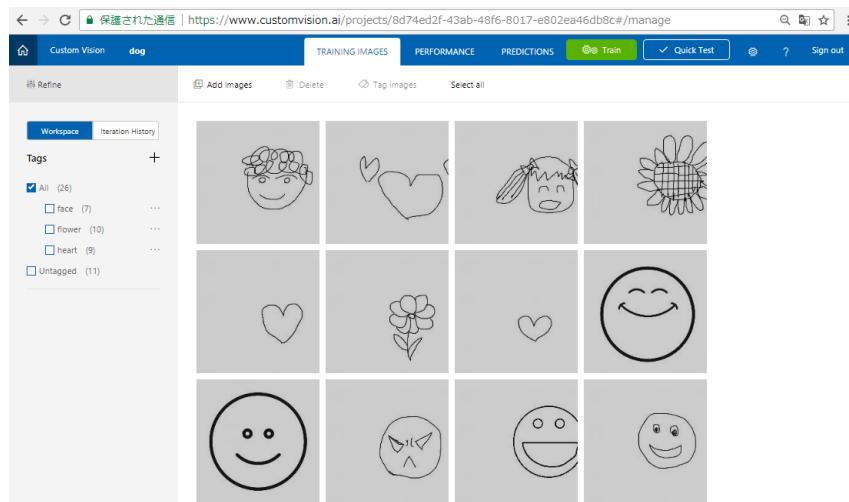 保護された通信 | https://www.customvision.ai/projects/8d74ed2f-43ab-48f6-8017-e802ea46db8c#/manage
Custom Vision dog TRAINING IMAGES PERFORMANCE PREDICTIONS Train Quick Test ? Sign out
Refine Add images Delete Tag images Select all
Workspace Iteration History
Tags +
All (26)
face (7) ...
flower (10) ...
heart (9) ...
Untagged (11)